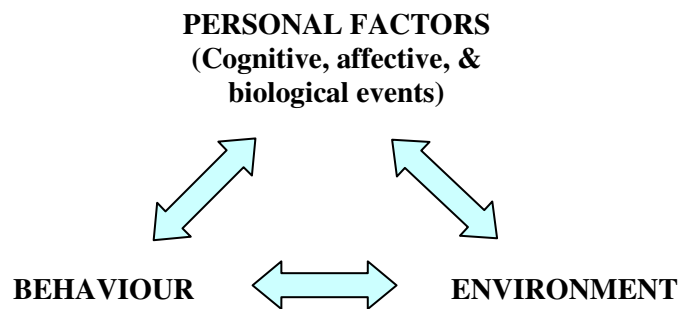 PERSONAL FACTORS
(Cognitive, affective, &
biological events)
BEHAVIOUR
ENVIRONMENT